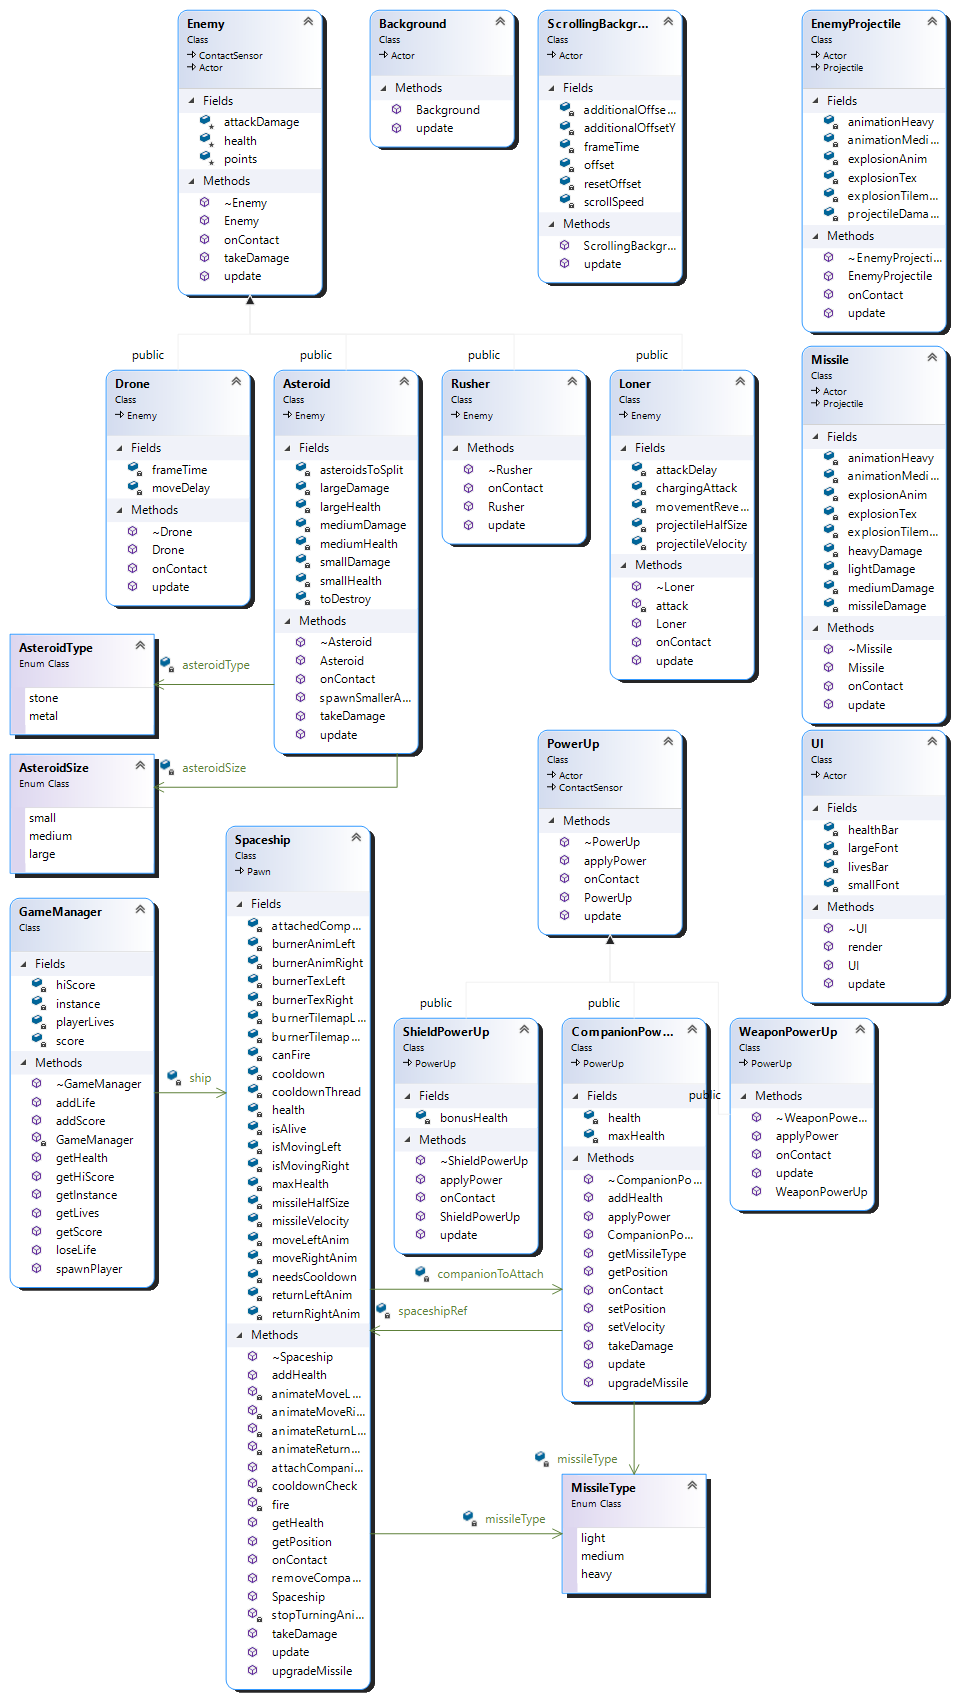 Enemy
Class
ContactSensor
Actor
Fields
attackDamage
health
points
Methods
~Enemy
Enemy
onContact
takeDamage
update
Background
Class
Actor
Methods
Background
update
ScrollingBackgr...
Class
Actor
Fields
additionalOffse...
additionalOffsetY
frameTime
offset
resetOffset
scrollSpeed
Methods
ScrollingBackgr...
update
EnemyProjectile
Class
Actor
Projectile
Fields
animationHeavy
animationMedi...
explosionAnim
explosionTex
explosionTilem...
projectileDama...
Methods
~EnemyProjecti...
EnemyProjectile
onContact
update
public
public
public
public
Drone
Class
Enemy
Fields
frameTime
moveDelay
Methods
~Drone
Drone
onContact
update
Asteroid
Class
Enemy
Fields
asteroidsToSplit
largeDamage
largeHealth
mediumDamage
mediumHealth
smallDamage
smallHealth
toDestroy
Methods
~Asteroid
Asteroid
onContact
spawnSmallerA...
takeDamage
update
Rusher
Class
Enemy
Methods
~Rusher
onContact
Rusher
update
Loner
Class
Enemy
Fields
attackDelay
chargingAttack
movementReve...
projectileHalfSize
projectileVelocity
Methods
~Loner
attack
Loner
onContact
update
Missile
Class
Actor
Projectile
Fields
animationHeavy
animationMedi...
explosionAnim
explosionTex
explosionTilem...
heavyDamage
lightDamage
mediumDamage
missileDamage
Methods
~Missile
Missile
onContact
update
AsteroidType
Enum Class
stone
metal
asteroidType
AsteroidSize
Enum Class
small
medium
large
asteroidSize
PowerUp
Class
Actor
ContactSensor
Methods
~PowerUp
applyPower
onContact
PowerUp
update
UI
Class
Actor
Fields
healthBar
largeFont
livesBar
smallFont
Methods
~UI
render
UI
update
GameManager
Class
Fields
hiScore
instance
playerLives
score
Methods
~GameManager
addLife
addScore
GameManager
getHealth
getHiScore
getInstance
getLives
getScore
loseLife
spawnPlayer
ship
Spaceship
Class
Pawn
Fields
attachedComp...
burnerAnimLeft
burnerAnimRight
burnerTexLeft
burnerTexRight
burnerTilemapL...
burnerTilemap...
canFire
cooldown
cooldownThread
health
isAlive
isMovingLeft
isMovingRight
maxHealth
missileHalfSize
missileVelocity
moveLeftAnim
moveRightAnim
needsCooldown
returnLeftAnim
returnRightAnim
Methods
~Spaceship
addHealth
animateMoveL...
animateMoveRi...
animateReturnL...
animateReturn...
attachCompani...
cooldownCheck
fire
getHealth
getPosition
onContact
removeCompa...
Spaceship
stopTurningAni...
takeDamage
update
upgradeMissile
public
public
public
ShieldPowerUp
Class
PowerUp
Fields
bonusHealth
Methods
~ShieldPowerUp
applyPower
onContact
ShieldPowerUp
update
CompanionPow...
Class
PowerUp
Fields
health
maxHealth
Methods
~CompanionPo...
addHealth
applyPower
CompanionPo...
getMissileType
getPosition
onContact
setPosition
setVelocity
takeDamage
update
upgradeMissile
WeaponPowerUp
Class
PowerUp
Methods
~WeaponPowe...
applyPower
onContact
update
WeaponPowerUp
companionToAttach
spaceshipRef
missileType
missileType
MissileType
Enum Class
light
medium
heavy